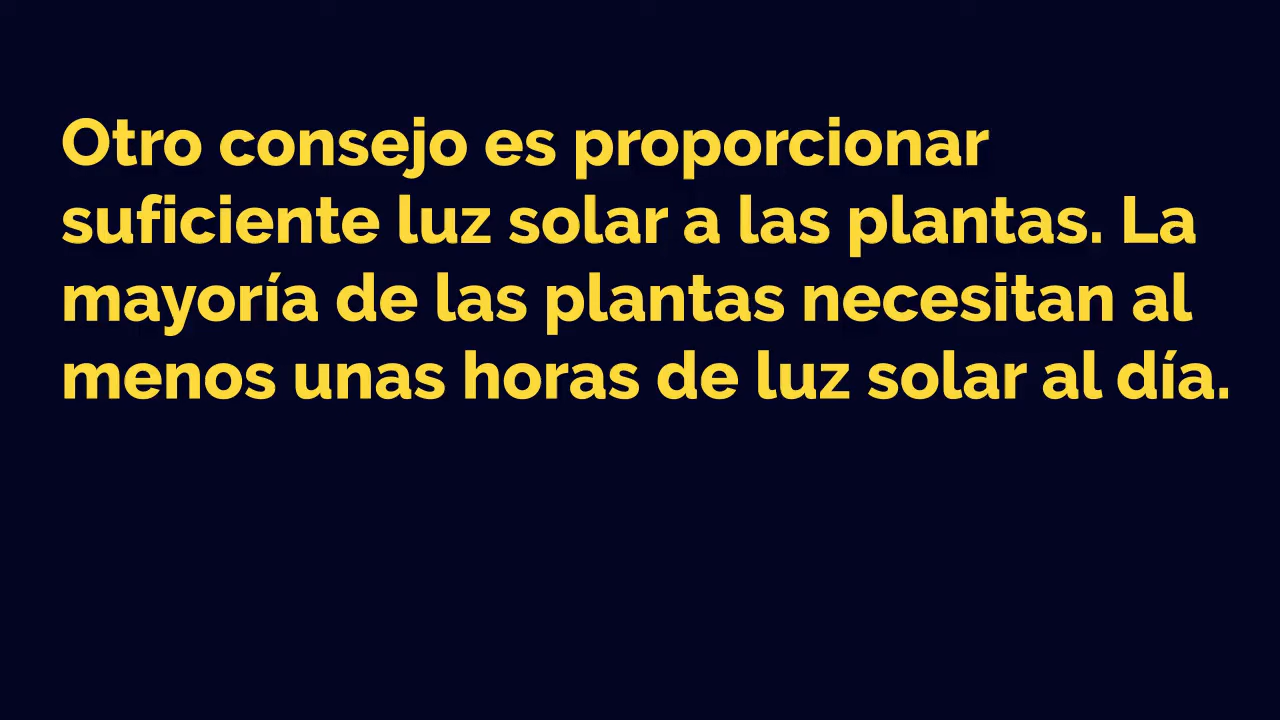 Otro consejo es proporcionar
suficiente luz solar a las plantas. La
mayoría de las plantas necesitan al
menos unas horas de luz solar al día.